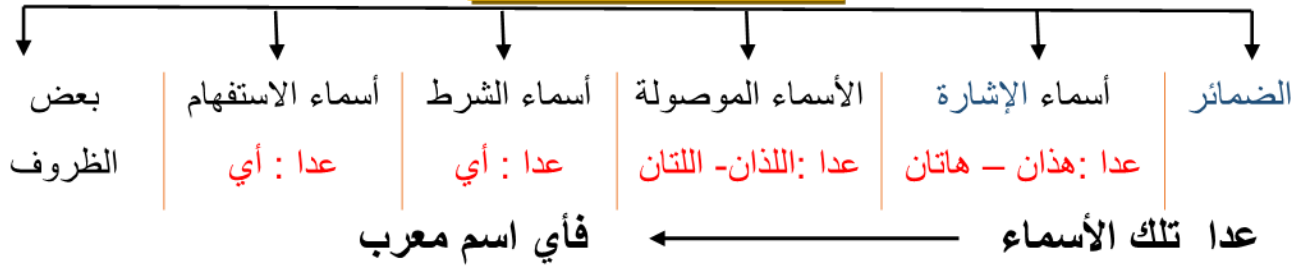 الضمائر أسماء الإشارة الأسماء الموصولة أسماء الشرط أسماء الاستفهام بعض
عدا :هذان – هاتان عدا :اللذان- اللتان عدا : أي عدا : أي الظروف
عدا تلك الأسماء فأي اسم معرب